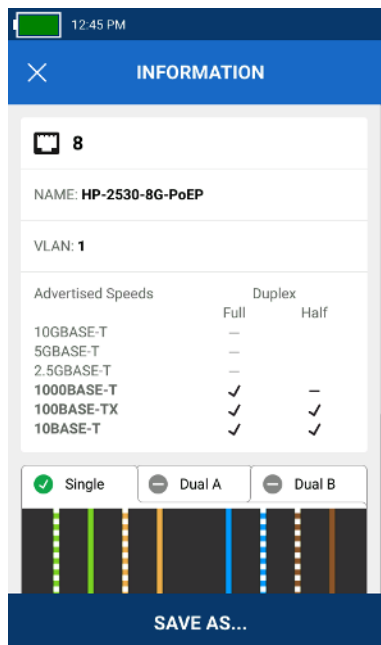 12:45 PM
INFORMATION
8
NAME: HP-2530-8G-PoEP
VLAN: 1
Advertised Speeds Duplex
Full Half
10GBASE-T —
5GBASE-T —
2.5GBASE-T —
1000BASE-T ✓ —
100BASE-TX ✓ ✓
10BASE-T ✓ ✓
Single Dual A Dual B
SAVE AS...